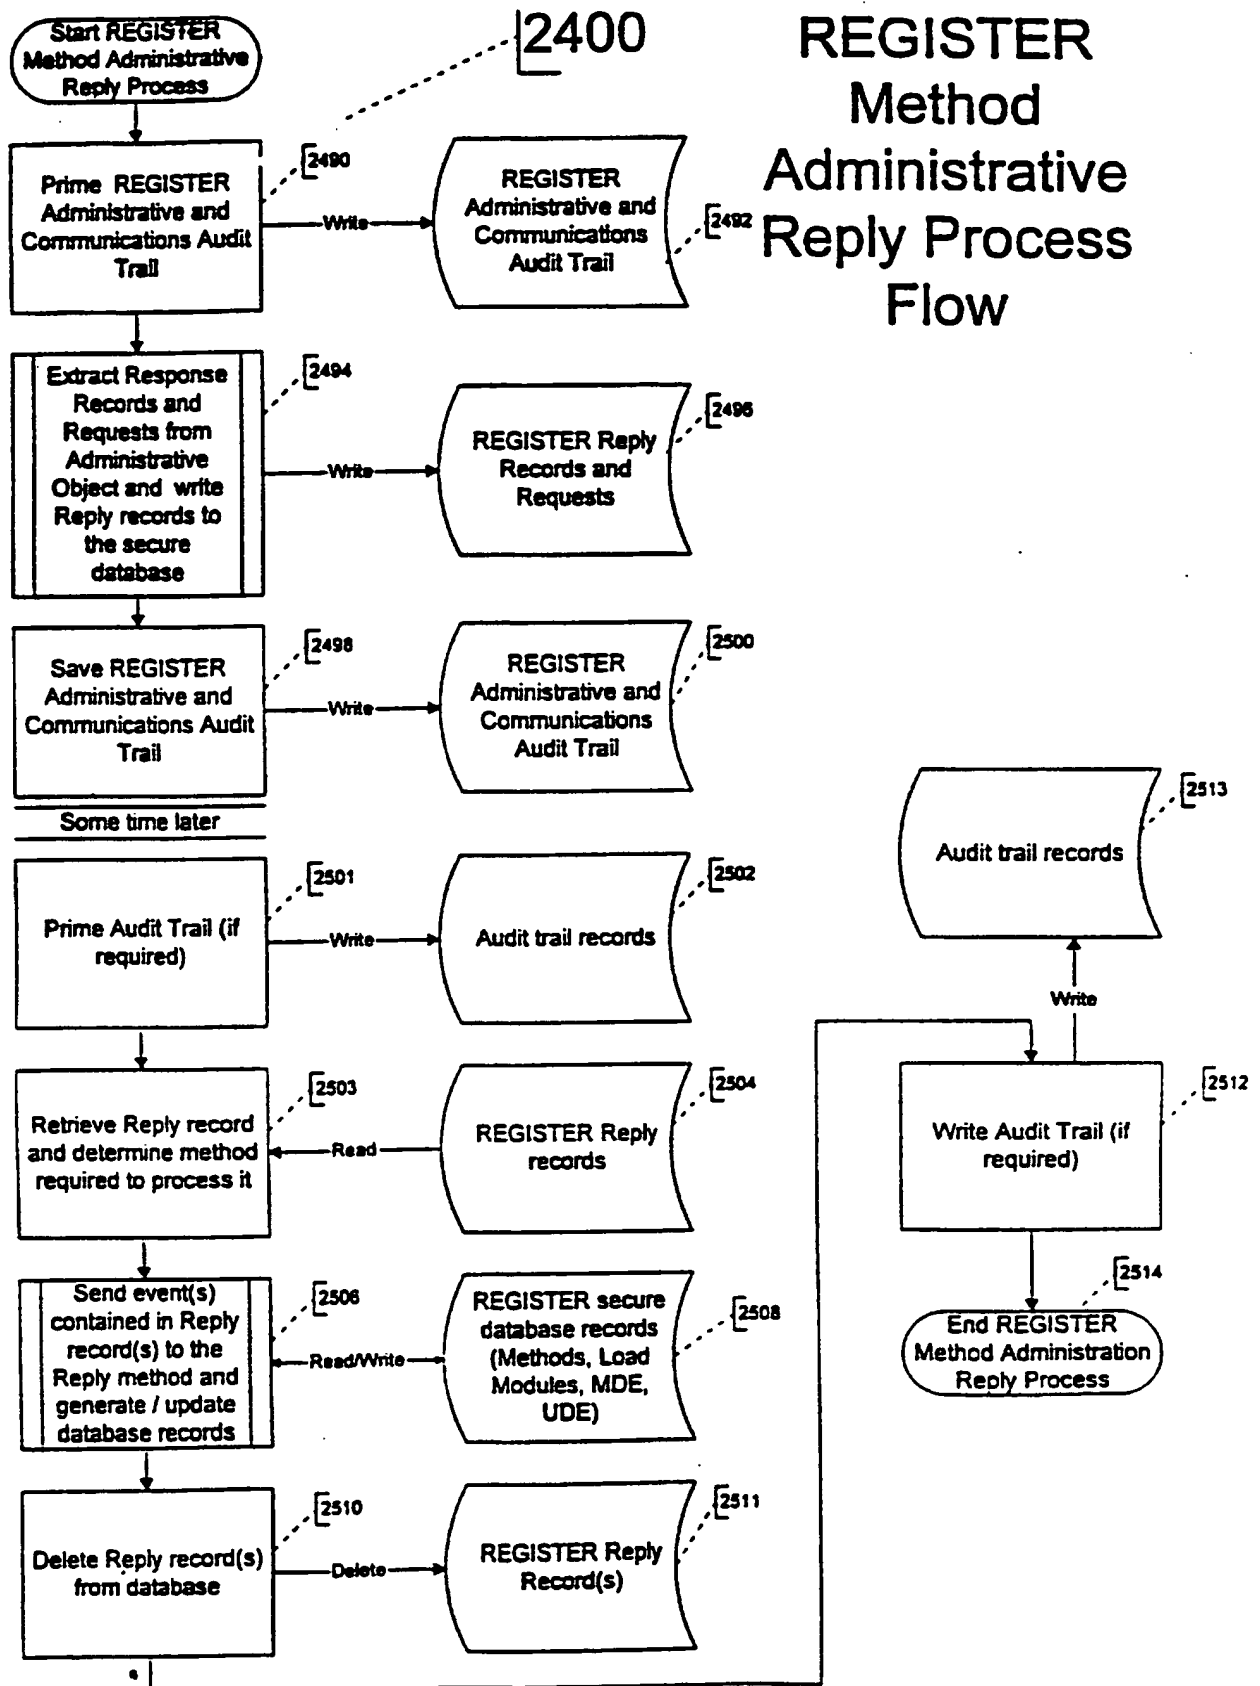 Start REGISTER
Method Administrative
Reply Process
2400
REGISTER
Method
Administrative
Reply Process
Flow
Prime REGISTER
Administrative and
Communications Audit
Trail
2490
Write
REGISTER
Administrative and
Communications
Audit Trail
2492
Extract Response
Records and
Requests from
Administrative
Object and write
Reply records to
the secure
database
2494
Write
REGISTER Reply
Records and
Requests
2496
Save REGISTER
Administrative and
Communications Audit
Trail
2498
Write
REGISTER
Administrative and
Communications
Audit Trail
2500
Some time later
Prime Audit Trail (if
required)
2501
Write
Audit trail records
2502
Retrieve Reply record
and determine method
required to process it
2503
Read
REGISTER Reply
records
2504
Send event(s)
contained in Reply
record(s) to the
Reply method and
generate / update
database records
2506
Read/Write
REGISTER secure
database records
(Methods, Load
Modules, MDE,
UDE)
2508
Delete Reply record(s)
from database
2510
Delete
REGISTER Reply
Record(s)
2511
Audit trail records
2513
Write
Write Audit Trail (if
required)
2512
2514
End REGISTER
Method Administration
Reply Process